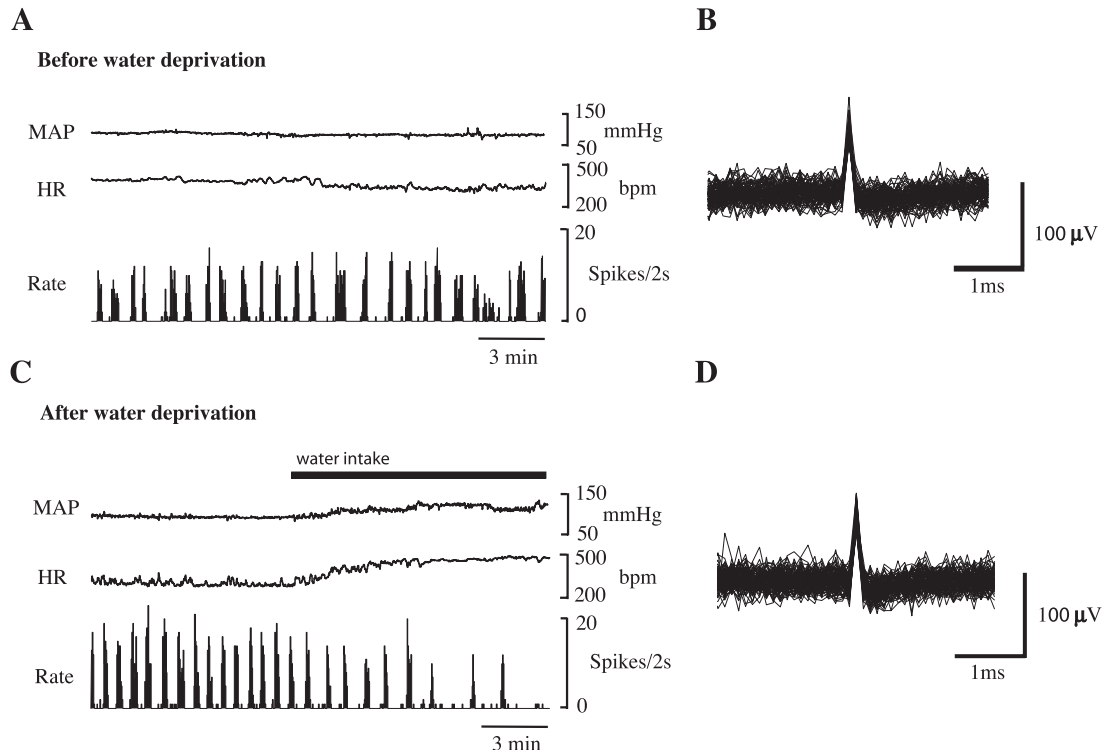 A
Before water deprivation
MAP
150
mmHg
50
HR
500
bpm
200
Rate
20
Spikes/2s
0
3 min
B
100 μV
1ms
C
After water deprivation
water intake
MAP
150
mmHg
50
HR
500
bpm
200
Rate
20
Spikes/2s
0
3 min
D
100 μV
1ms